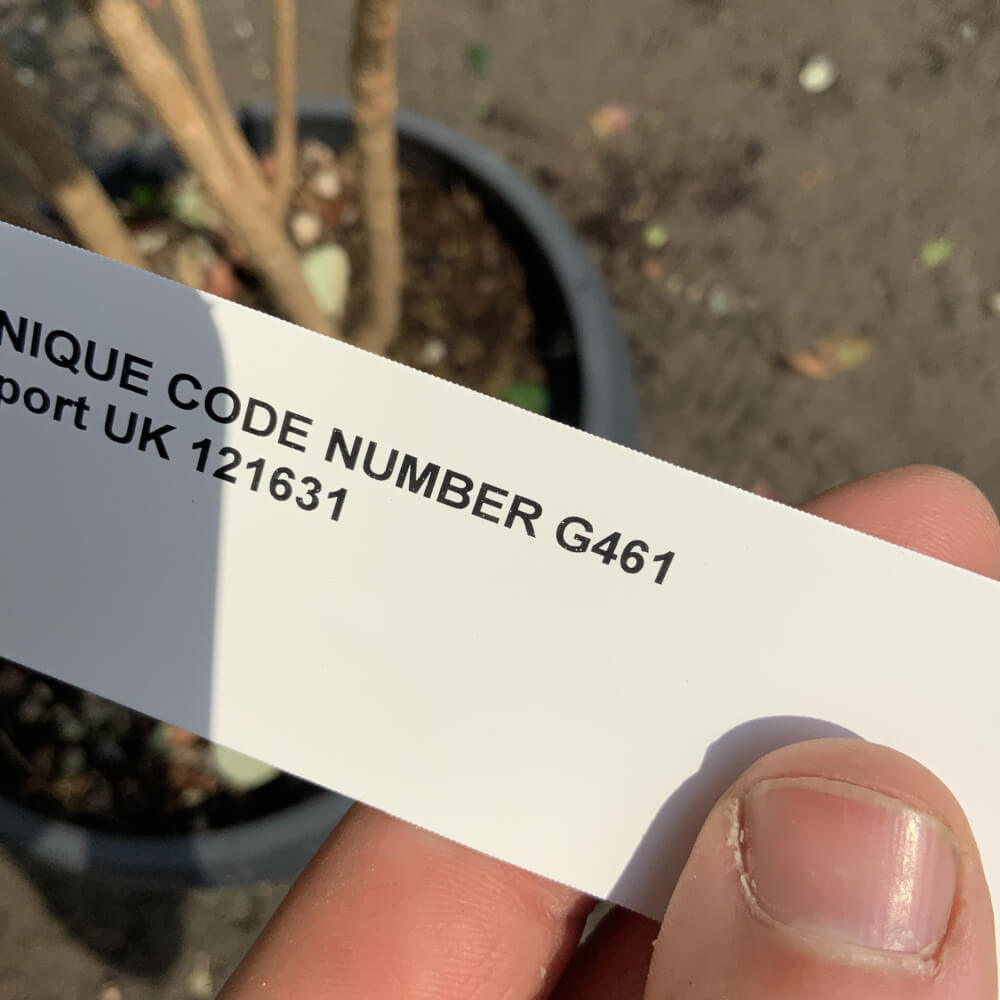 NIQUE CODE NUMBER G461
port UK 121631